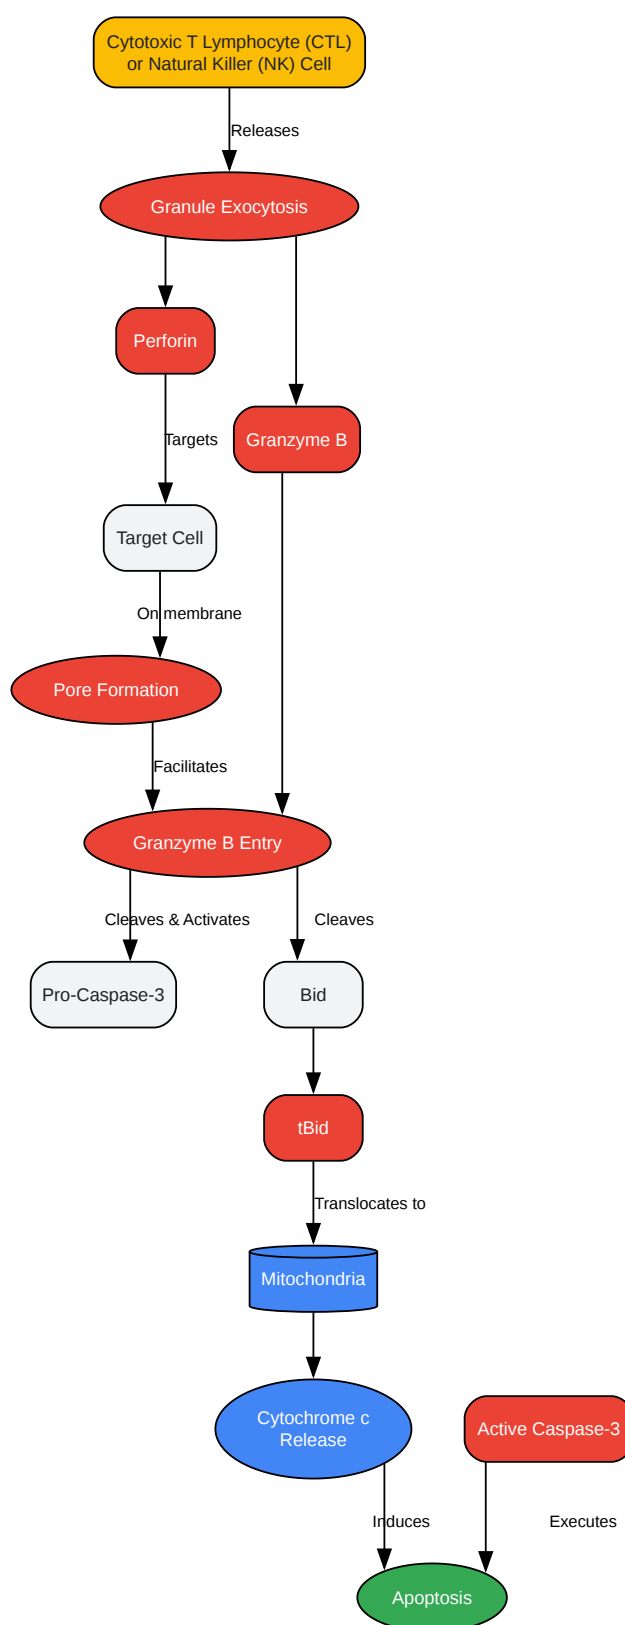 Cytotoxic T Lymphocyte (CTL)
or Natural Killer (NK) Cell
Releases
Granule Exocytosis
Perforin
Targets
Granzyme B
Target Cell
On membrane
Pore Formation
Facilitates
Granzyme B Entry
Cleaves & Activates
Cleaves
Pro-Caspase-3
Bid
tBid
Translocates to
Mitochondria
Cytochrome c
Release
Active Caspase-3
Induces
Executes
Apoptosis